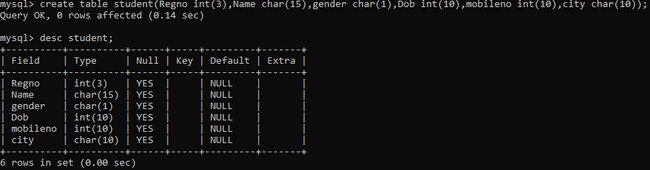 mysql> create table student(Regno int(3),Name char(15),gender char(1),Dob int(10),mobileno int(10),city char(10));
Query OK, 0 rows affected (0.14 sec)
mysql> desc student;
+----------+----------+------+-----+---------+-------+
| Field    | Type     | Null | Key | Default | Extra |
+----------+----------+------+-----+---------+-------+
| Regno    | int(3)   | YES  |     | NULL    |       |
| Name     | char(15) | YES  |     | NULL    |       |
| gender   | char(1)  | YES  |     | NULL    |       |
| Dob      | int(10)  | YES  |     | NULL    |       |
| mobileno | int(10)  | YES  |     | NULL    |       |
| city     | char(10) | YES  |     | NULL    |       |
+----------+----------+------+-----+---------+-------+
6 rows in set (0.00 sec)